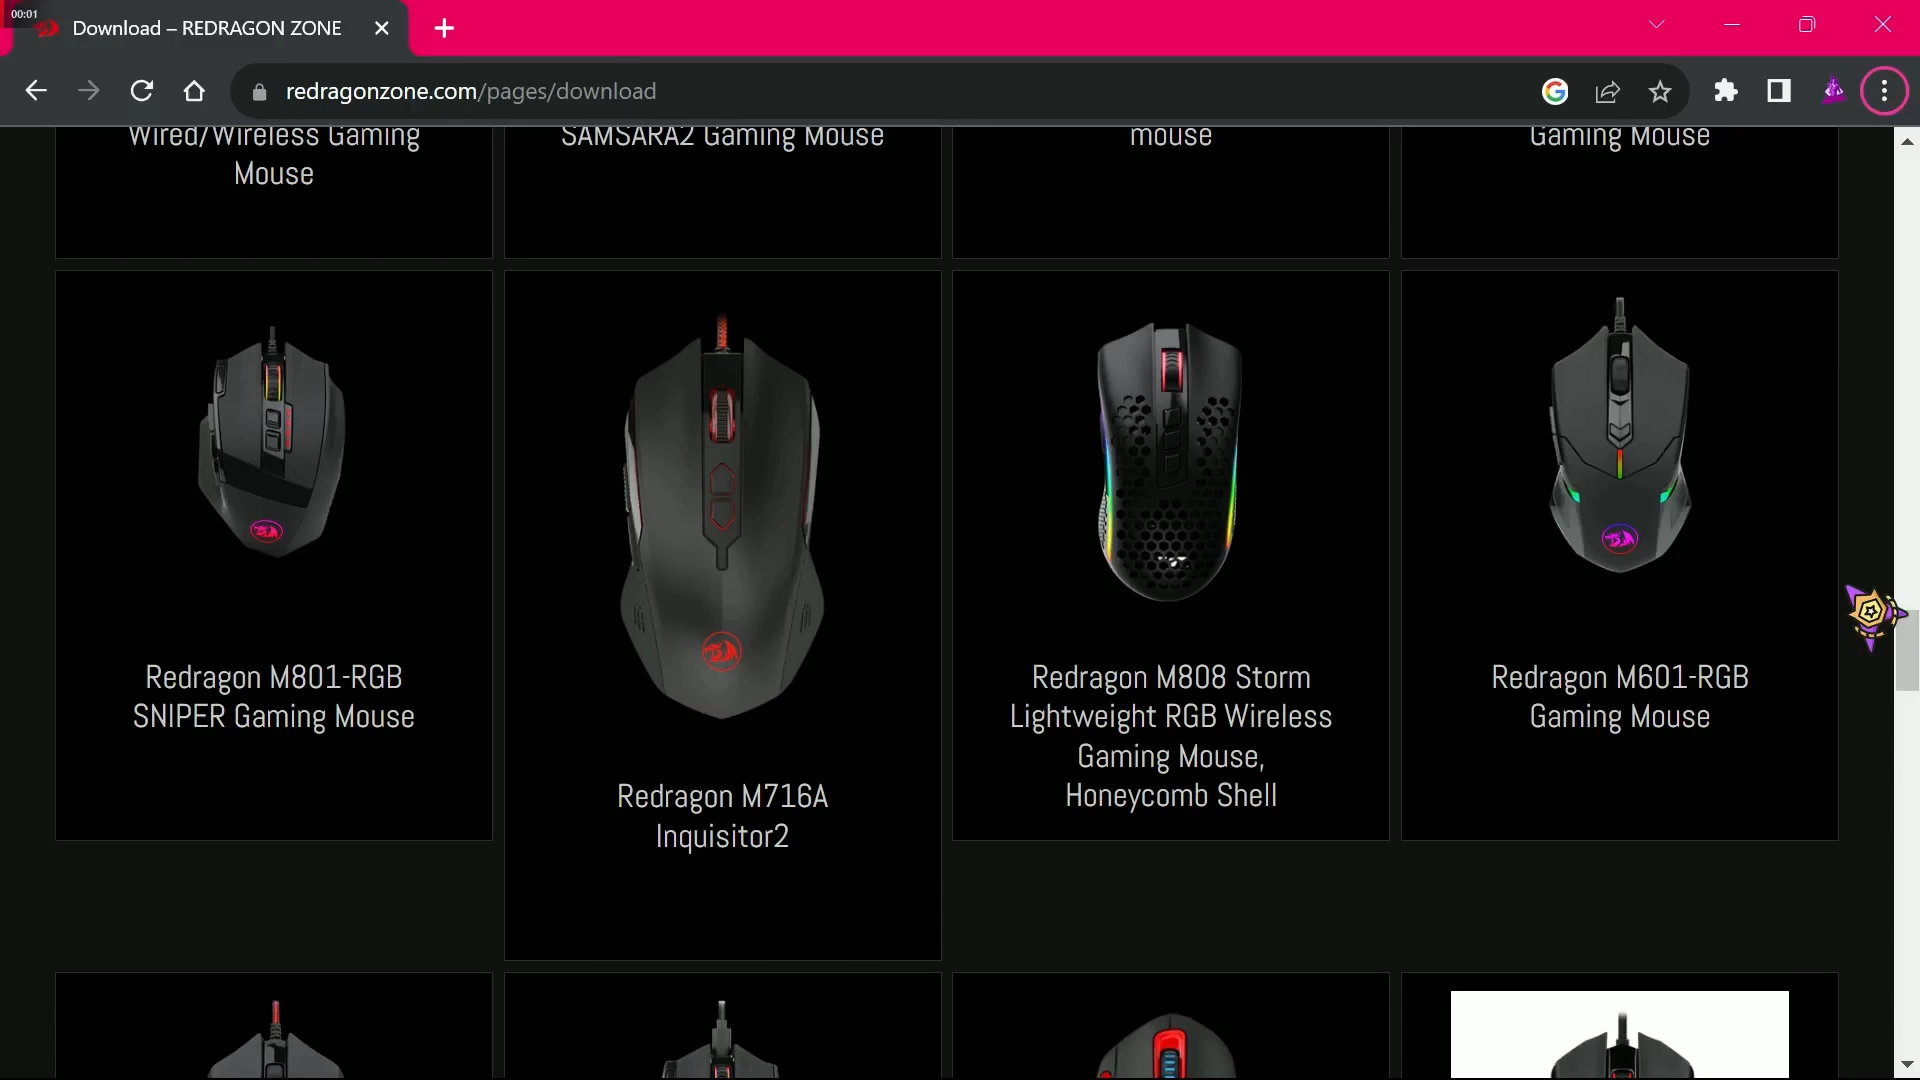 00:01
Download – REDRAGON ZONE
redragonzone.com/pages/download
Wired/Wireless Gaming
Mouse
SAMSARA2 Gaming Mouse
mouse
Gaming Mouse
Redragon M801-RGB
SNIPER Gaming Mouse
Redragon M716A
Inquisitor2
Redragon M808 Storm
Lightweight RGB Wireless
Gaming Mouse,
Honeycomb Shell
Redragon M601-RGB
Gaming Mouse